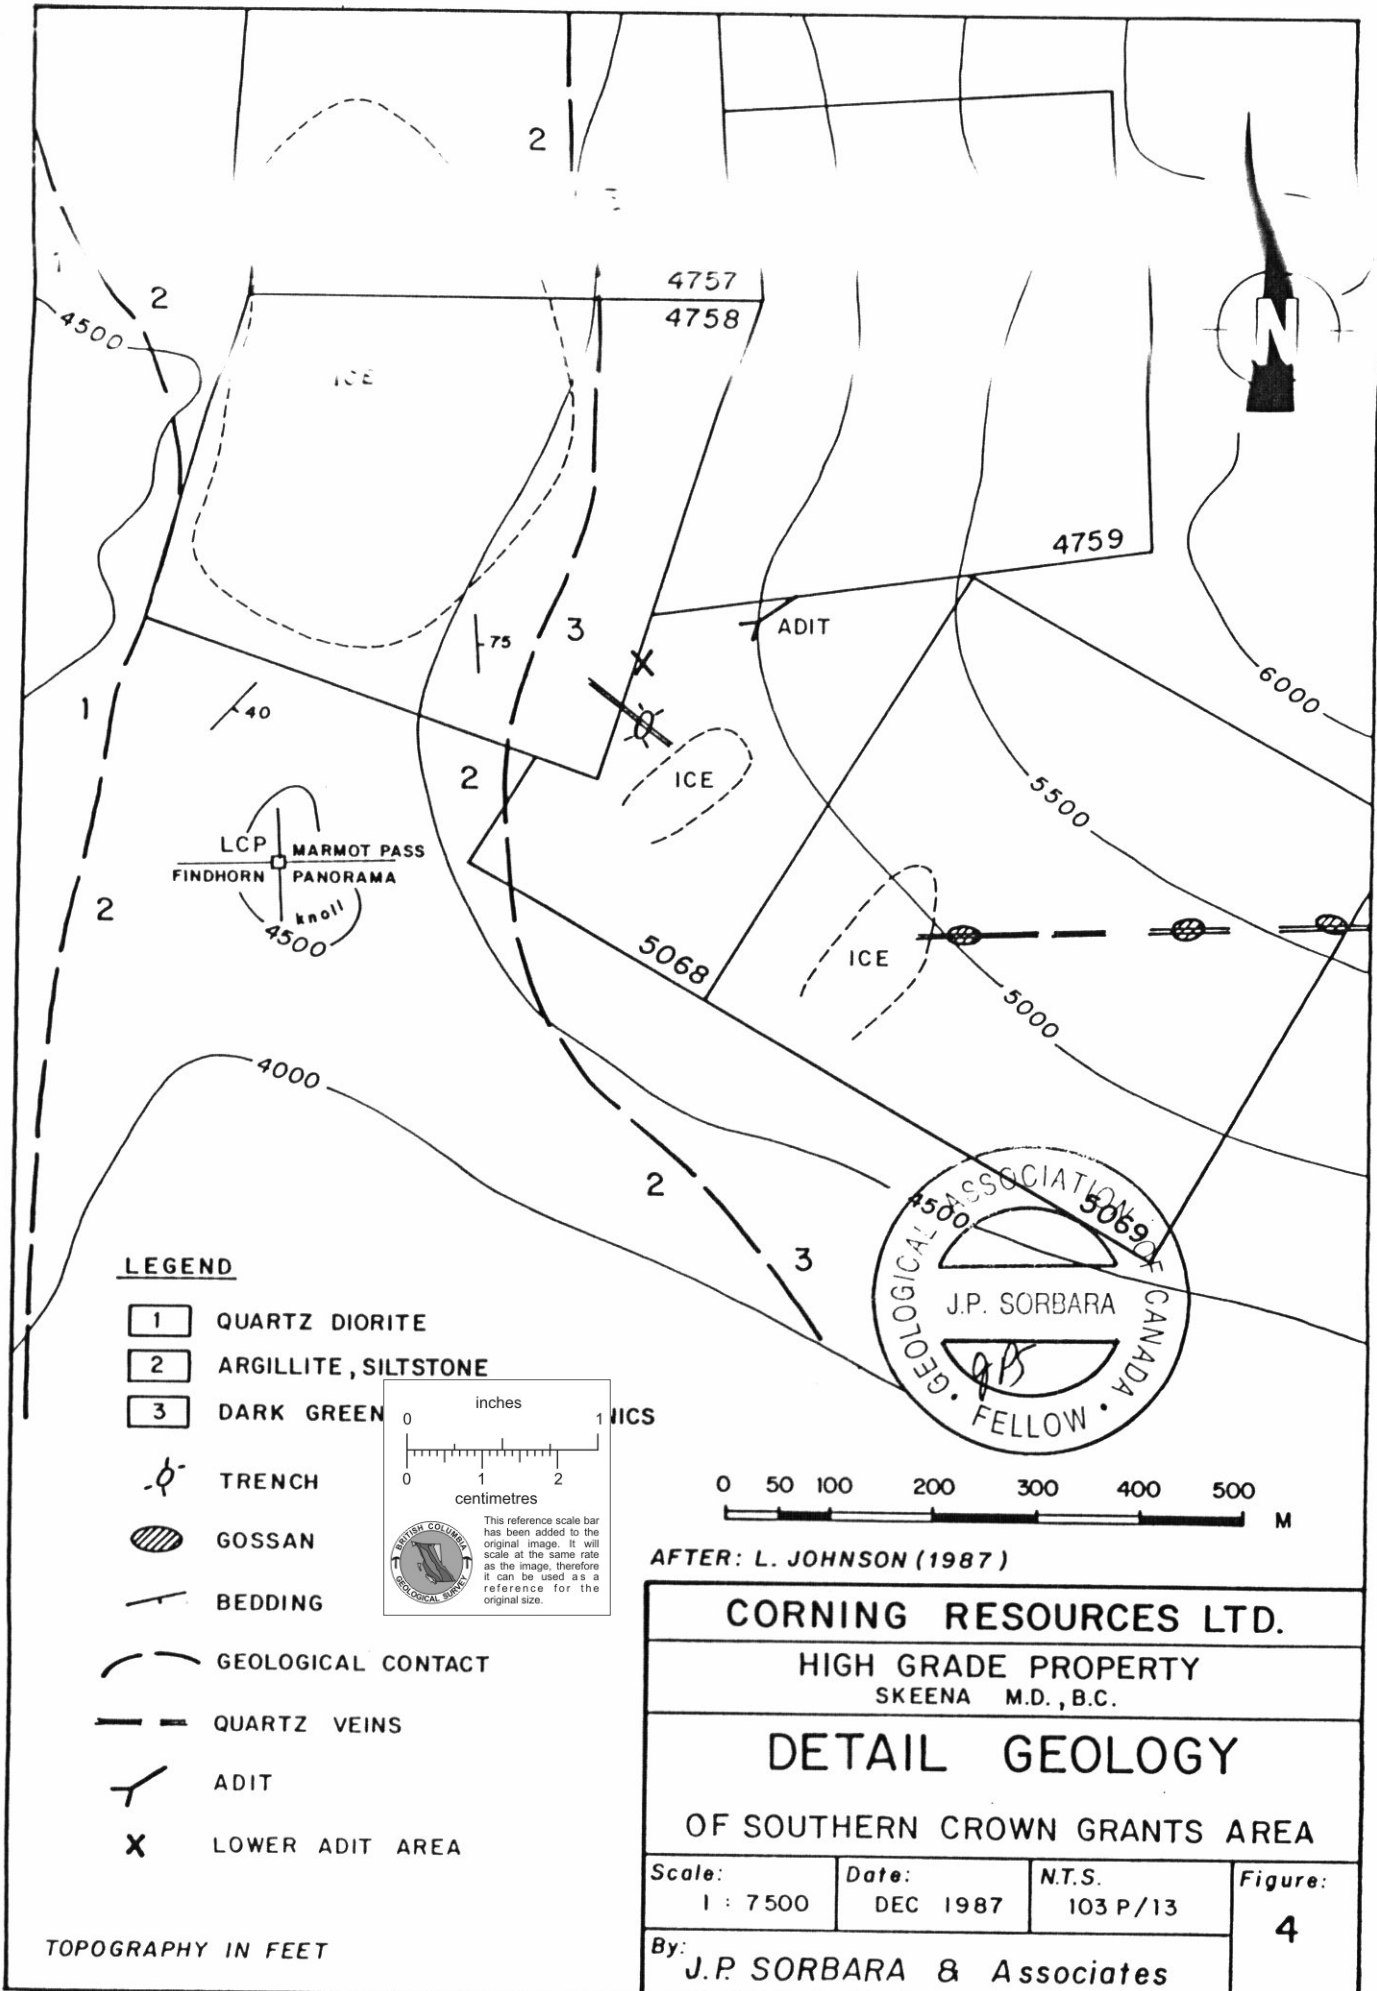 2
2
1
4757
4500
4758
ICE
4759
ADIT
3
75
6000
1
40
2
ICE
5500
LCP
MARMOT PASS
FINDHORN
PANORAMA
knoll
4500
2
5068
ICE
5000
4000
2
4500
5069
3
GEOLOGICAL ASSOCIATION OF CANADA
J.P. SORBARA
JPS
• FELLOW •
N
LEGEND
1 QUARTZ DIORITE
2 ARGILLITE, SILTSTONE
3 DARK GREEN
TRENCH
GOSSAN
BEDDING
GEOLOGICAL CONTACT
QUARTZ VEINS
ADIT
X LOWER ADIT AREA
TOPOGRAPHY IN FEET
inches
0 1
0 1 2
centimetres
BRITISH COLUMBIA
GEOLOGICAL SURVEY
This reference scale bar
has been added to the
original image. It will
scale at the same rate
as the image, therefore
it can be used as a
reference for the
original size.
0 50 100 200 300 400 500
M
AFTER: L. JOHNSON (1987)
CORNING RESOURCES LTD.
HIGH GRADE PROPERTY
SKEENA M.D., B.C.
DETAIL GEOLOGY
OF SOUTHERN CROWN GRANTS AREA
Scale:
1 : 7500
Date:
DEC 1987
N.T.S.
103 P/13
Figure:
4
By:
J.P. SORBARA & Associates